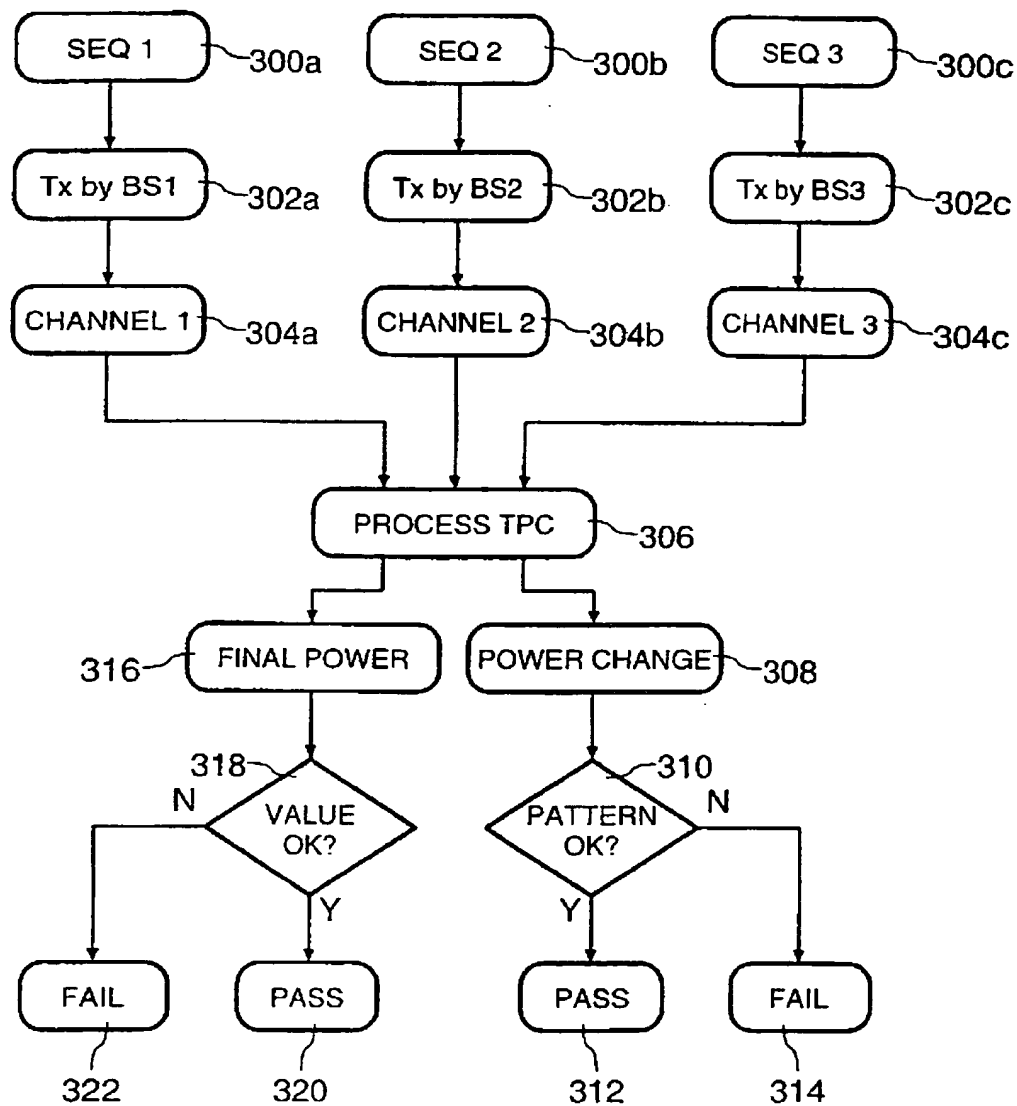 SEQ 1
300a
SEQ 2
300b
SEQ 3
300c
Tx by BS1
302a
Tx by BS2
302b
Tx by BS3
302c
CHANNEL 1
304a
CHANNEL 2
304b
CHANNEL 3
304c
PROCESS TPC
306
316
FINAL POWER
POWER CHANGE
308
318
310
N
VALUE
OK?
PATTERN
OK?
N
Y
Y
FAIL
PASS
PASS
FAIL
322
320
312
314